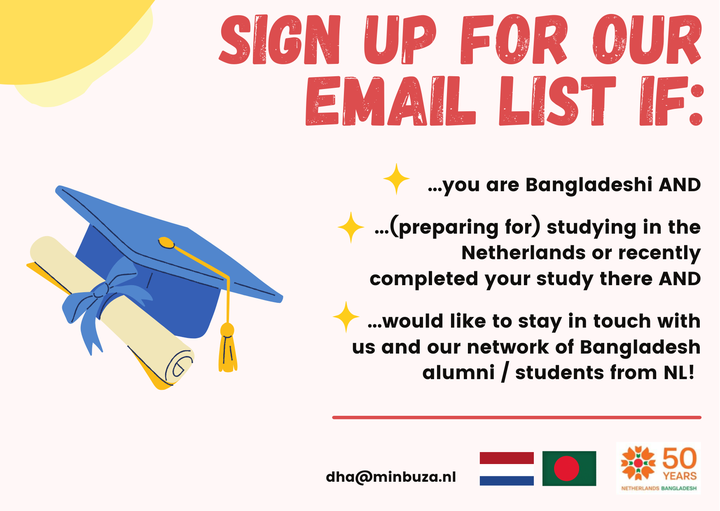 SIGN UP FOR OUR
EMAIL LIST IF:
...you are Bangladeshi AND
...(preparing for) studying in the
Netherlands or recently
completed your study there AND
...would like to stay in touch with
us and our network of Bangladesh
alumni / students from NL!
dha@minbuza.nl
50
YEARS
NETHERLANDS BANGLADESH